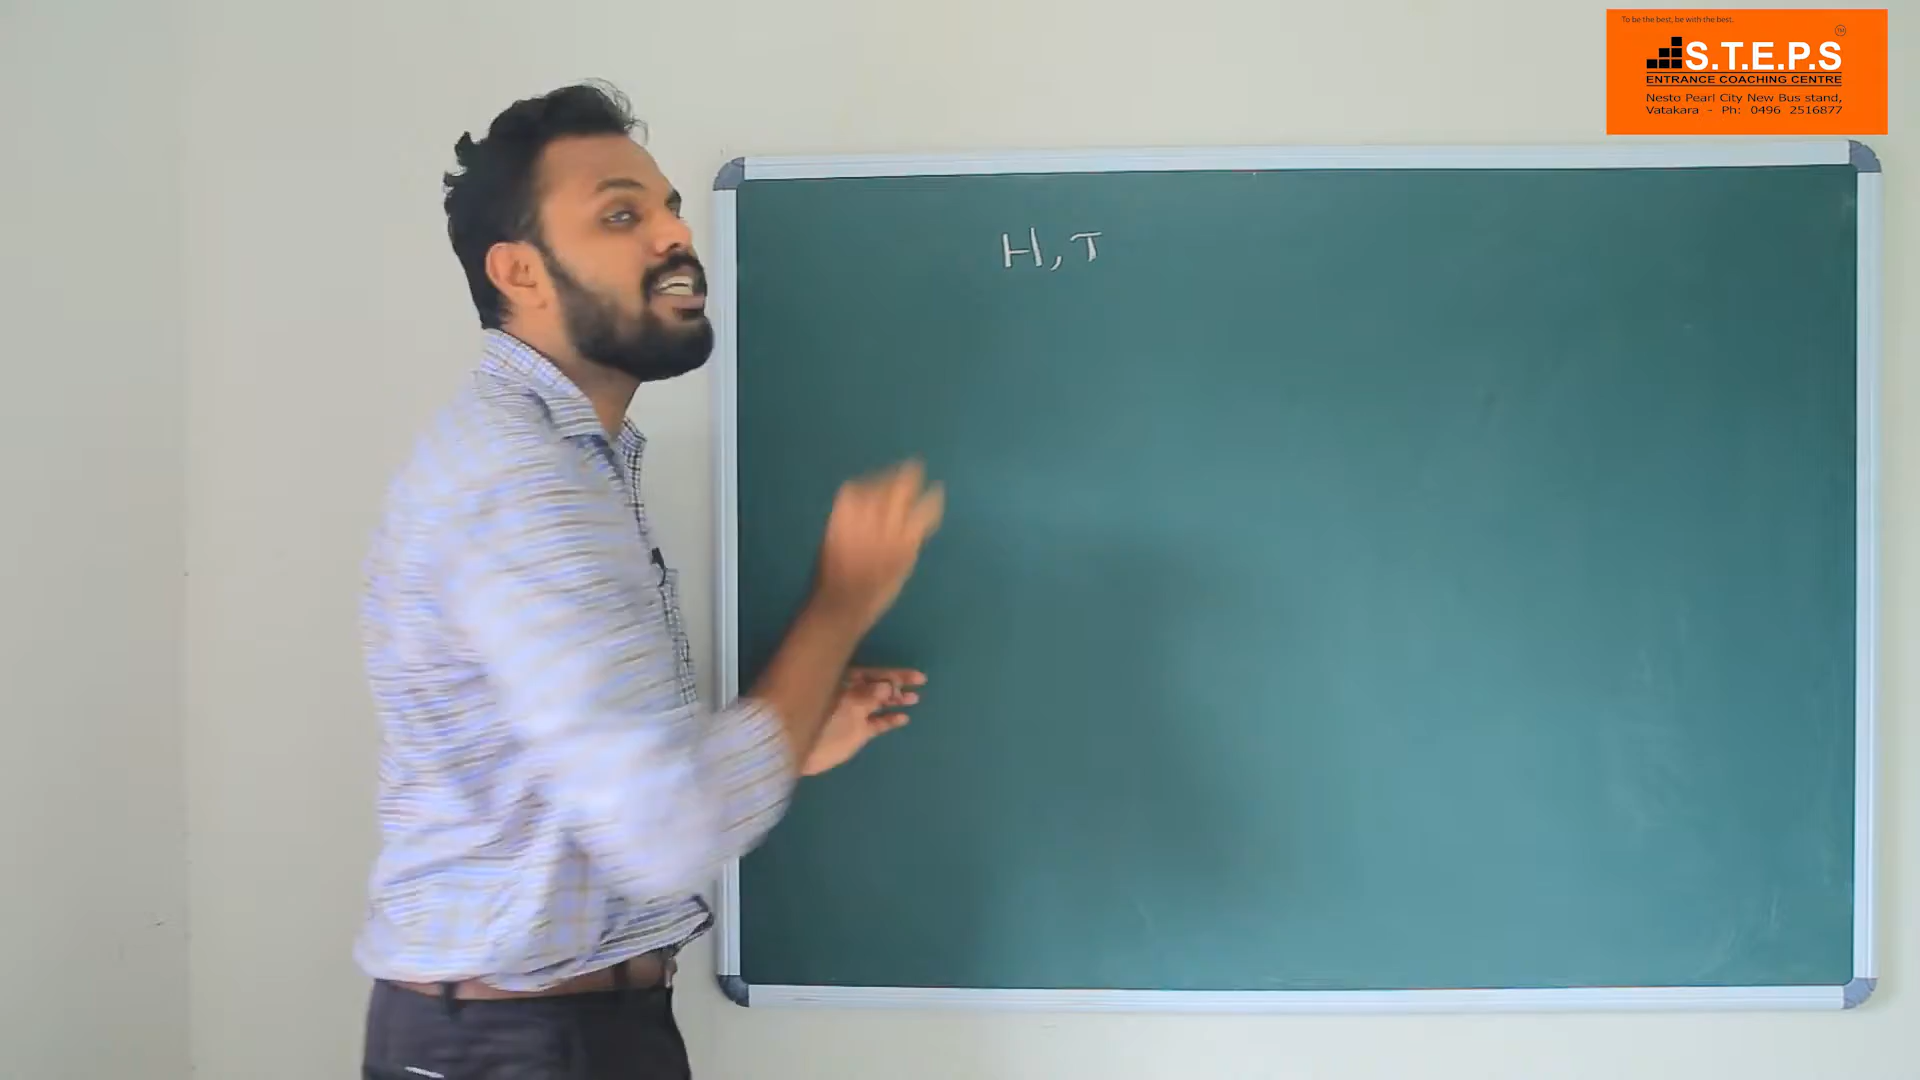 To be the best, be with the best.
S.T.E.P.S
TM
ENTRANCE COACHING CENTRE
Nesto Pearl City New Bus stand,
Vatakara - Ph: 0496 2516877
H, T